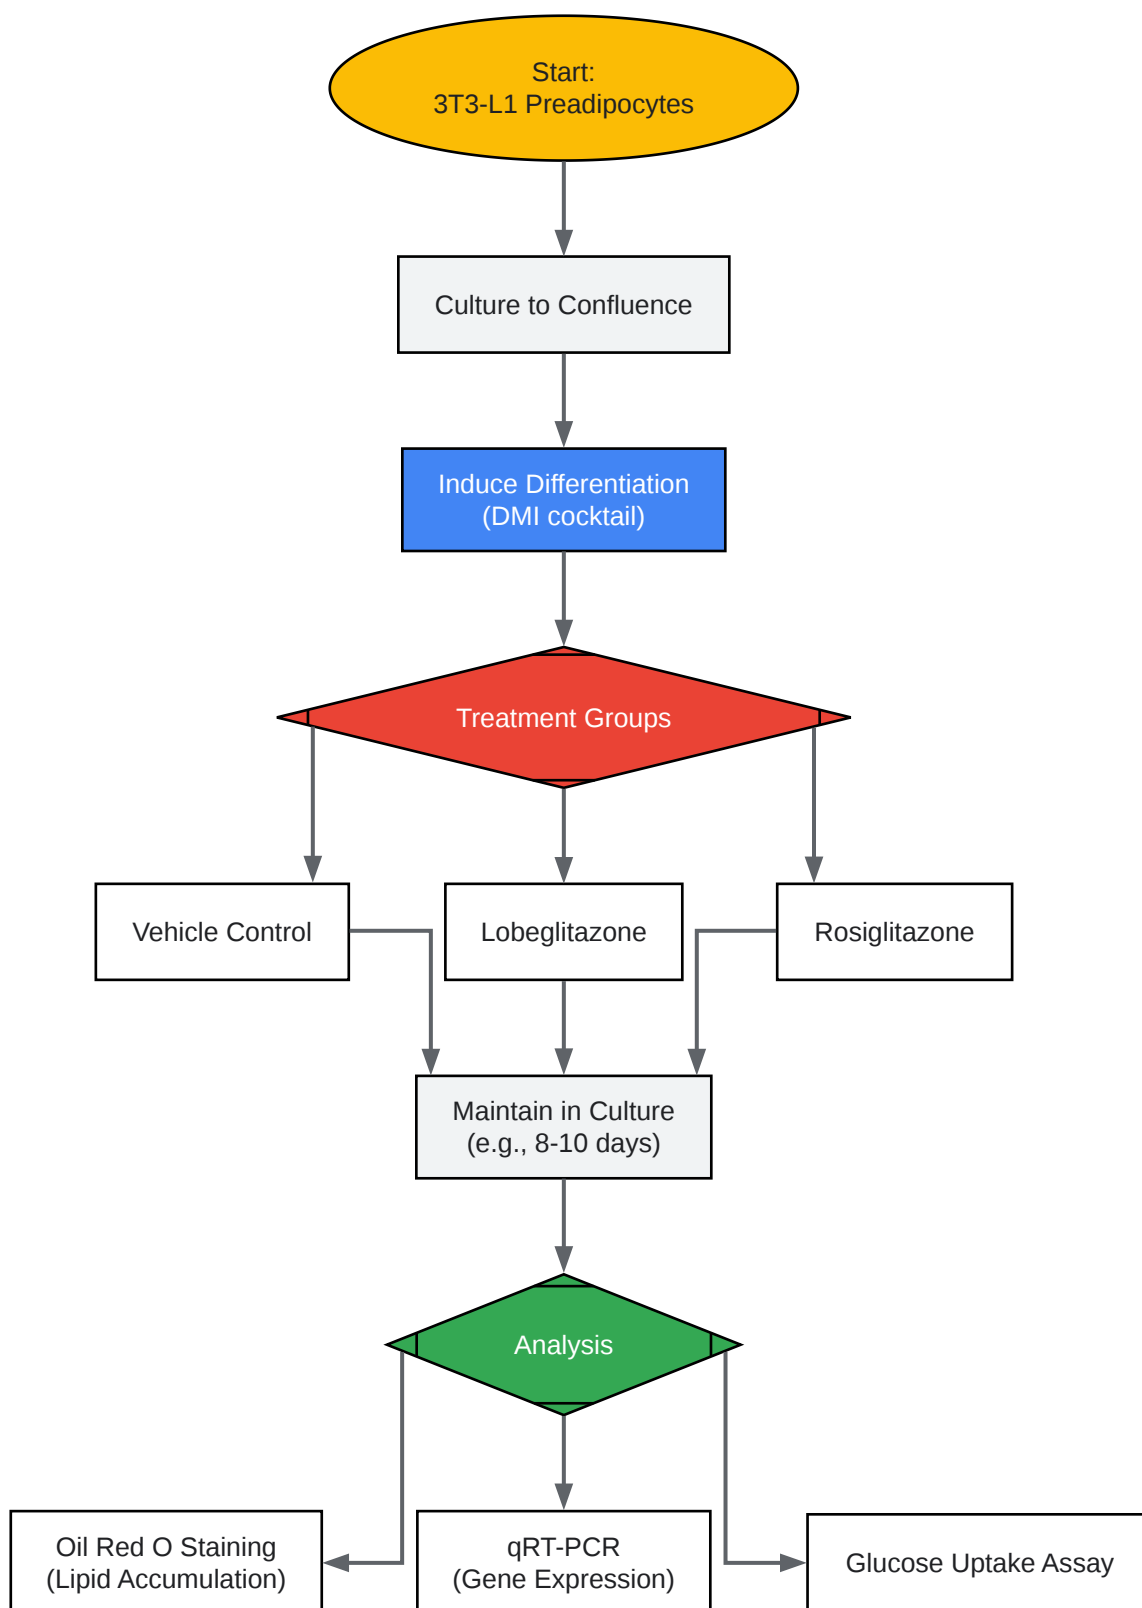 Start:
3T3-L1 Preadipocytes
Culture to Confluence
Induce Differentiation
(DMI cocktail)
Treatment Groups
Vehicle Control
Lobeglitazone
Rosiglitazone
Maintain in Culture
(e.g., 8-10 days)
Analysis
Oil Red O Staining
(Lipid Accumulation)
qRT-PCR
(Gene Expression)
Glucose Uptake Assay